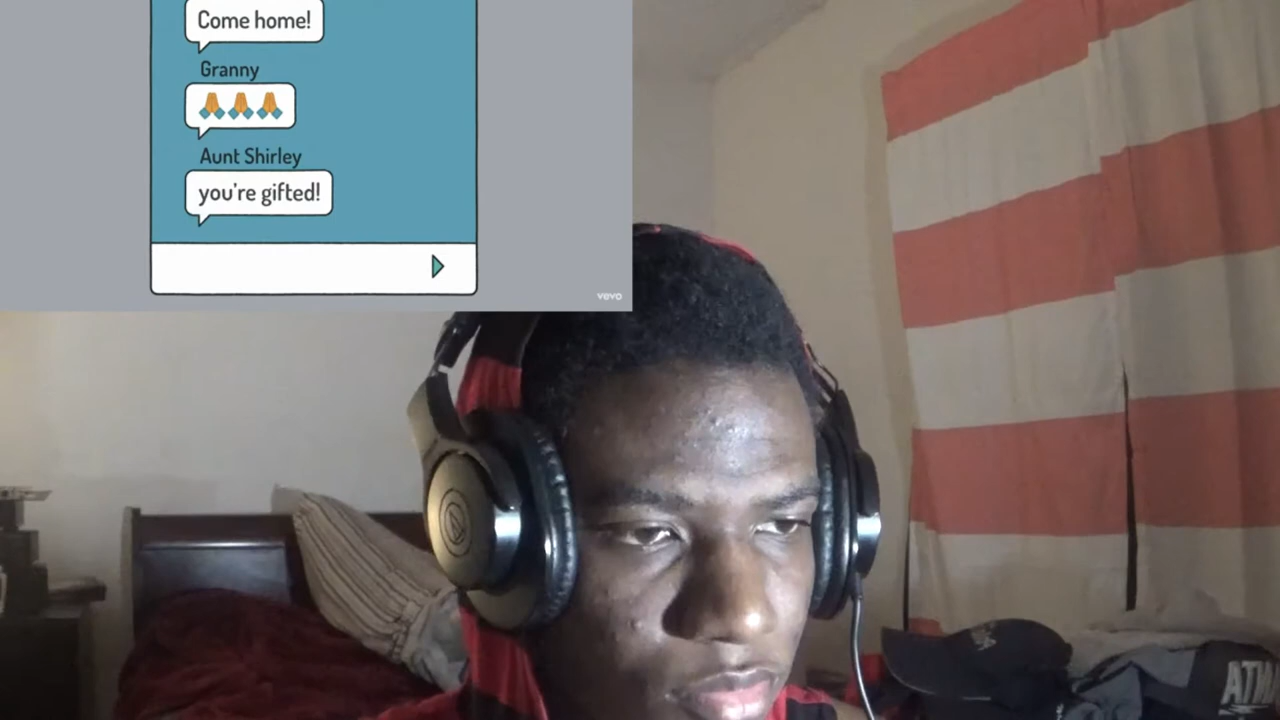 Come home!
Granny
🙏🙏🙏
Aunt Shirley
you're gifted!
vevo